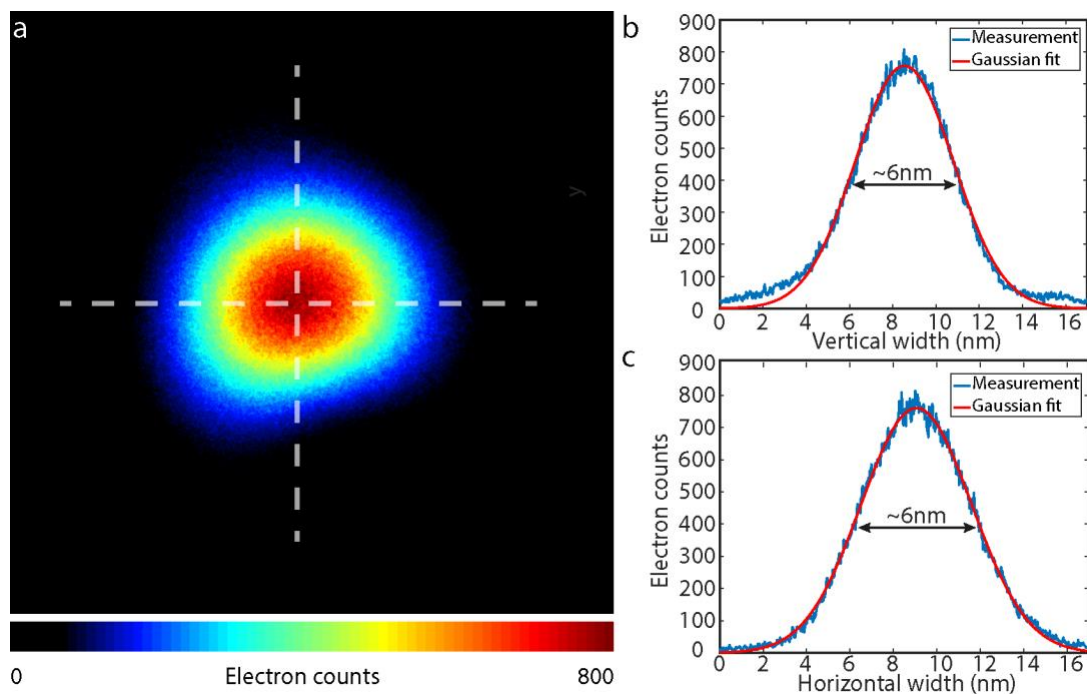 a
y
0
Electron counts
800
b
900
800
700
600
500
400
300
200
100
0
Electron counts
Measurement
Gaussian fit
~6nm
0 2 4 6 8 10 12 14 16
Vertical width (nm)
c
900
800
700
600
500
400
300
200
100
0
Electron counts
Measurement
Gaussian fit
~6nm
0 2 4 6 8 10 12 14 16
Horizontal width (nm)